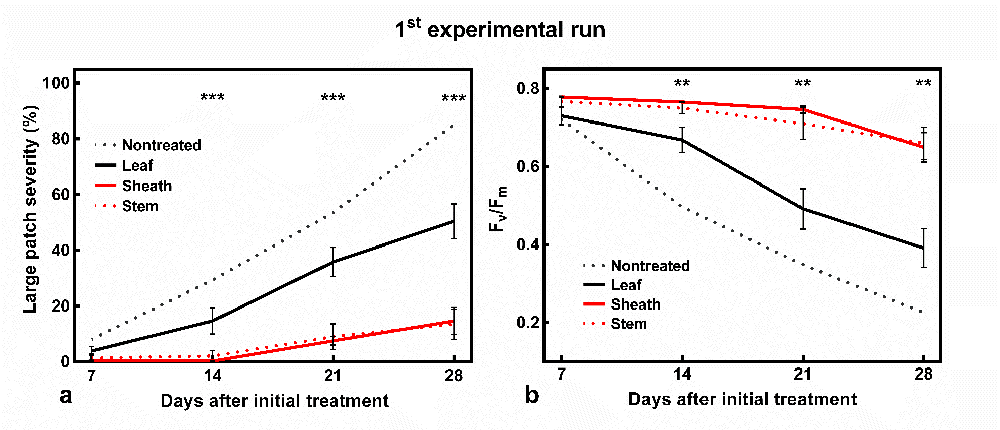 1st experimental run
Large patch severity (%)
100
80
60
40
20
0
***
***
***
Nontreated
Leaf
Sheath
Stem
7
14
21
28
a
Days after initial treatment
Fv/Fm
0.8
0.6
0.4
0.2
**
**
**
Nontreated
Leaf
Sheath
Stem
7
14
21
28
b
Days after initial treatment